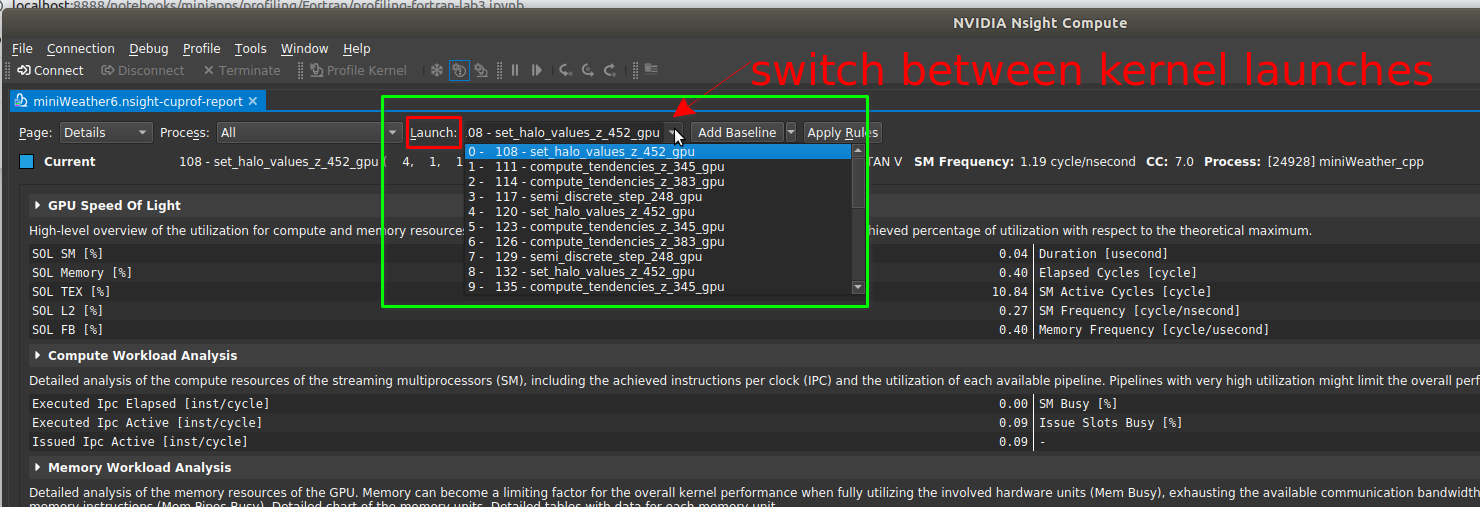 localhost:8888/notebooks/miniapps/profiling/Fortran/profiling-fortran-lab3.ipynb
NVIDIA Nsight Compute
File Connection Debug Profile Tools Window Help
Connect Disconnect Terminate Profile Kernel
switch between kernel launches
miniWeather6.nsight-cuprof-report
Page: Details Process: All Launch: 08 - set_halo_values_z_452_gpu Add Baseline Apply Rules
Current 108 - set_halo_values_z_452_gpu ( 4, 1, 1 TAN V SM Frequency: 1.19 cycle/nsecond CC: 7.0 Process: [24928] miniWeather_cpp
0 - 108 - set_halo_values_z_452_gpu
1 - 111 - compute_tendencies_z_345_gpu
2 - 114 - compute_tendencies_z_383_gpu
3 - 117 - semi_discrete_step_248_gpu
4 - 120 - set_halo_values_z_452_gpu
5 - 123 - compute_tendencies_z_345_gpu
6 - 126 - compute_tendencies_z_383_gpu
7 - 129 - semi_discrete_step_248_gpu
8 - 132 - set_halo_values_z_452_gpu
9 - 135 - compute_tendencies_z_345_gpu
GPU Speed Of Light
High-level overview of the utilization for compute and memory resources hieved percentage of utilization with respect to the theoretical maximum.
SOL SM [%] 0.04 Duration [usecond]
SOL Memory [%] 0.40 Elapsed Cycles [cycle]
SOL TEX [%] 10.84 SM Active Cycles [cycle]
SOL L2 [%] 0.27 SM Frequency [cycle/nsecond]
SOL FB [%] 0.40 Memory Frequency [cycle/usecond]
Compute Workload Analysis
Detailed analysis of the compute resources of the streaming multiprocessors (SM), including the achieved instructions per clock (IPC) and the utilization of each available pipeline. Pipelines with very high utilization might limit the overall perf
Executed Ipc Elapsed [inst/cycle] 0.00 SM Busy [%]
Executed Ipc Active [inst/cycle] 0.09 Issue Slots Busy [%]
Issued Ipc Active [inst/cycle] 0.09 -
Memory Workload Analysis
Detailed analysis of the memory resources of the GPU. Memory can become a limiting factor for the overall kernel performance when fully utilizing the involved hardware units (Mem Busy), exhausting the available communication bandwidth
memory instructions (Mem Pipes Busy). Detailed chart of the memory units. Detailed tables with data for each memory unit.